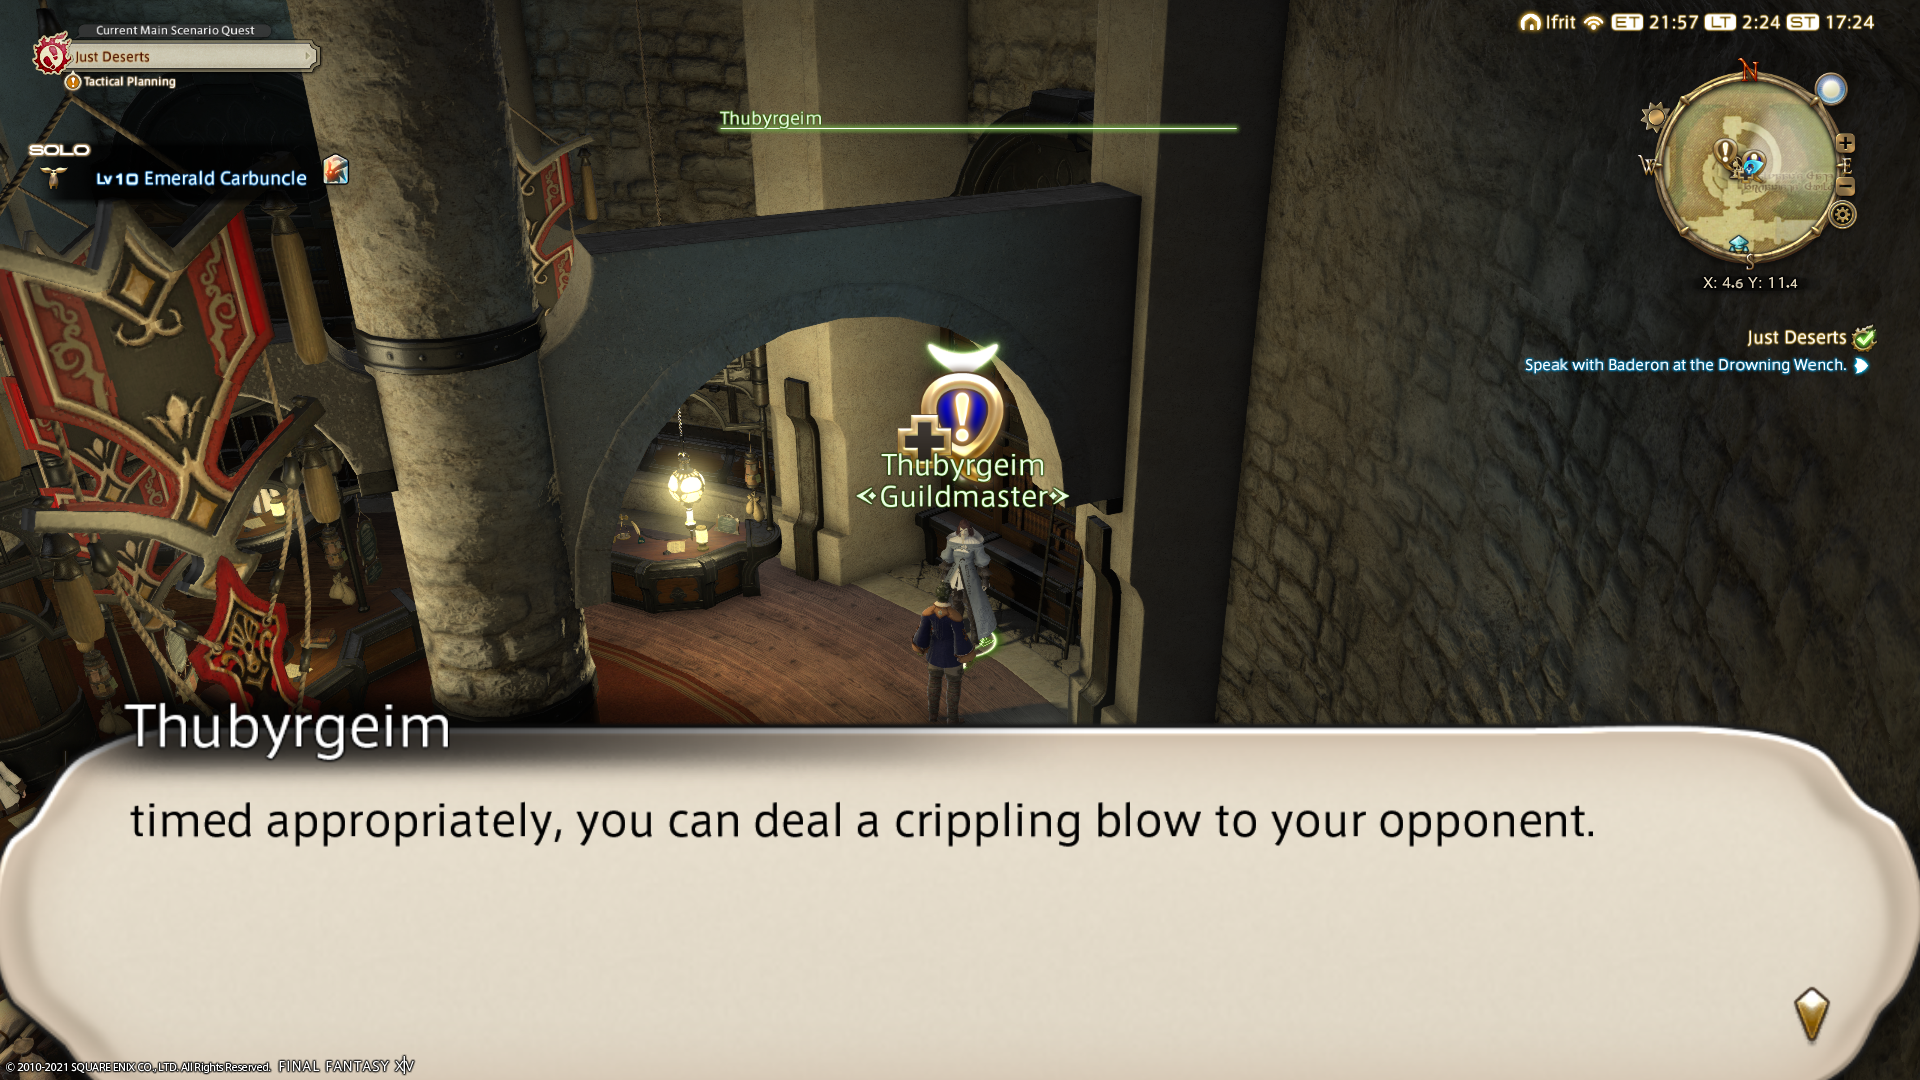 Current Main Scenario Quest
Just Deserts
Tactical Planning
SOLO
Lv10 Emerald Carbuncle
Thubyrgeim
Ifrit ET 21:57 LT 2:24 ST 17:24
N
W
E
S
X: 4.6 Y: 11.4
Just Deserts
Speak with Baderon at the Drowning Wench.
Thubyrgeim
Guildmaster
Thubyrgeim
timed appropriately, you can deal a crippling blow to your opponent.
© 2010-2021 SQUARE ENIX CO., LTD. All Rights Reserved. FINAL FANTASY XIV